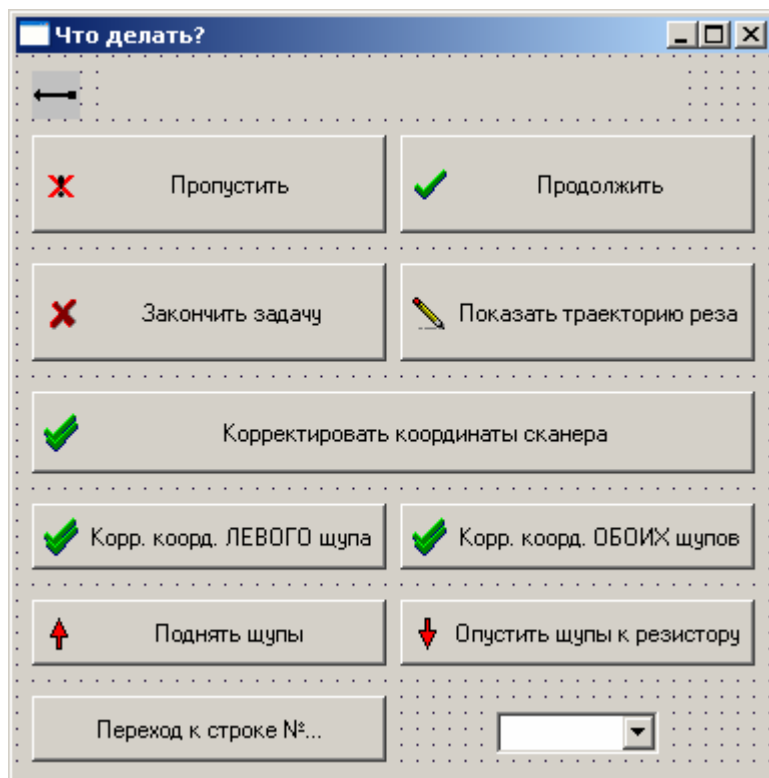 Что делать?
Пропустить
Продолжить
Закончить задачу
Показать траекторию реза
Корректировать координаты сканера
Корр. коорд. ЛЕВОГО щупа
Корр. коорд. ОБОИХ щупов
Поднять щупы
Опустить щупы к резистору
Переход к строке №...